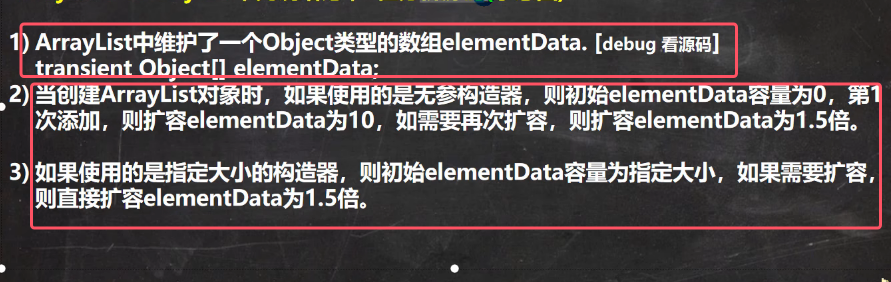 1) ArrayList中维护了一个Object类型的数组elementData. [debug 看源码]
transient Object[] elementData;
2) 当创建ArrayList对象时，如果使用的是无参构造器，则初始elementData容量为0，第1
次添加，则扩容elementData为10，如需要再次扩容，则扩容elementData为1.5倍。
3) 如果使用的是指定大小的构造器，则初始elementData容量为指定大小，如果需要扩容，
则直接扩容elementData为1.5倍。